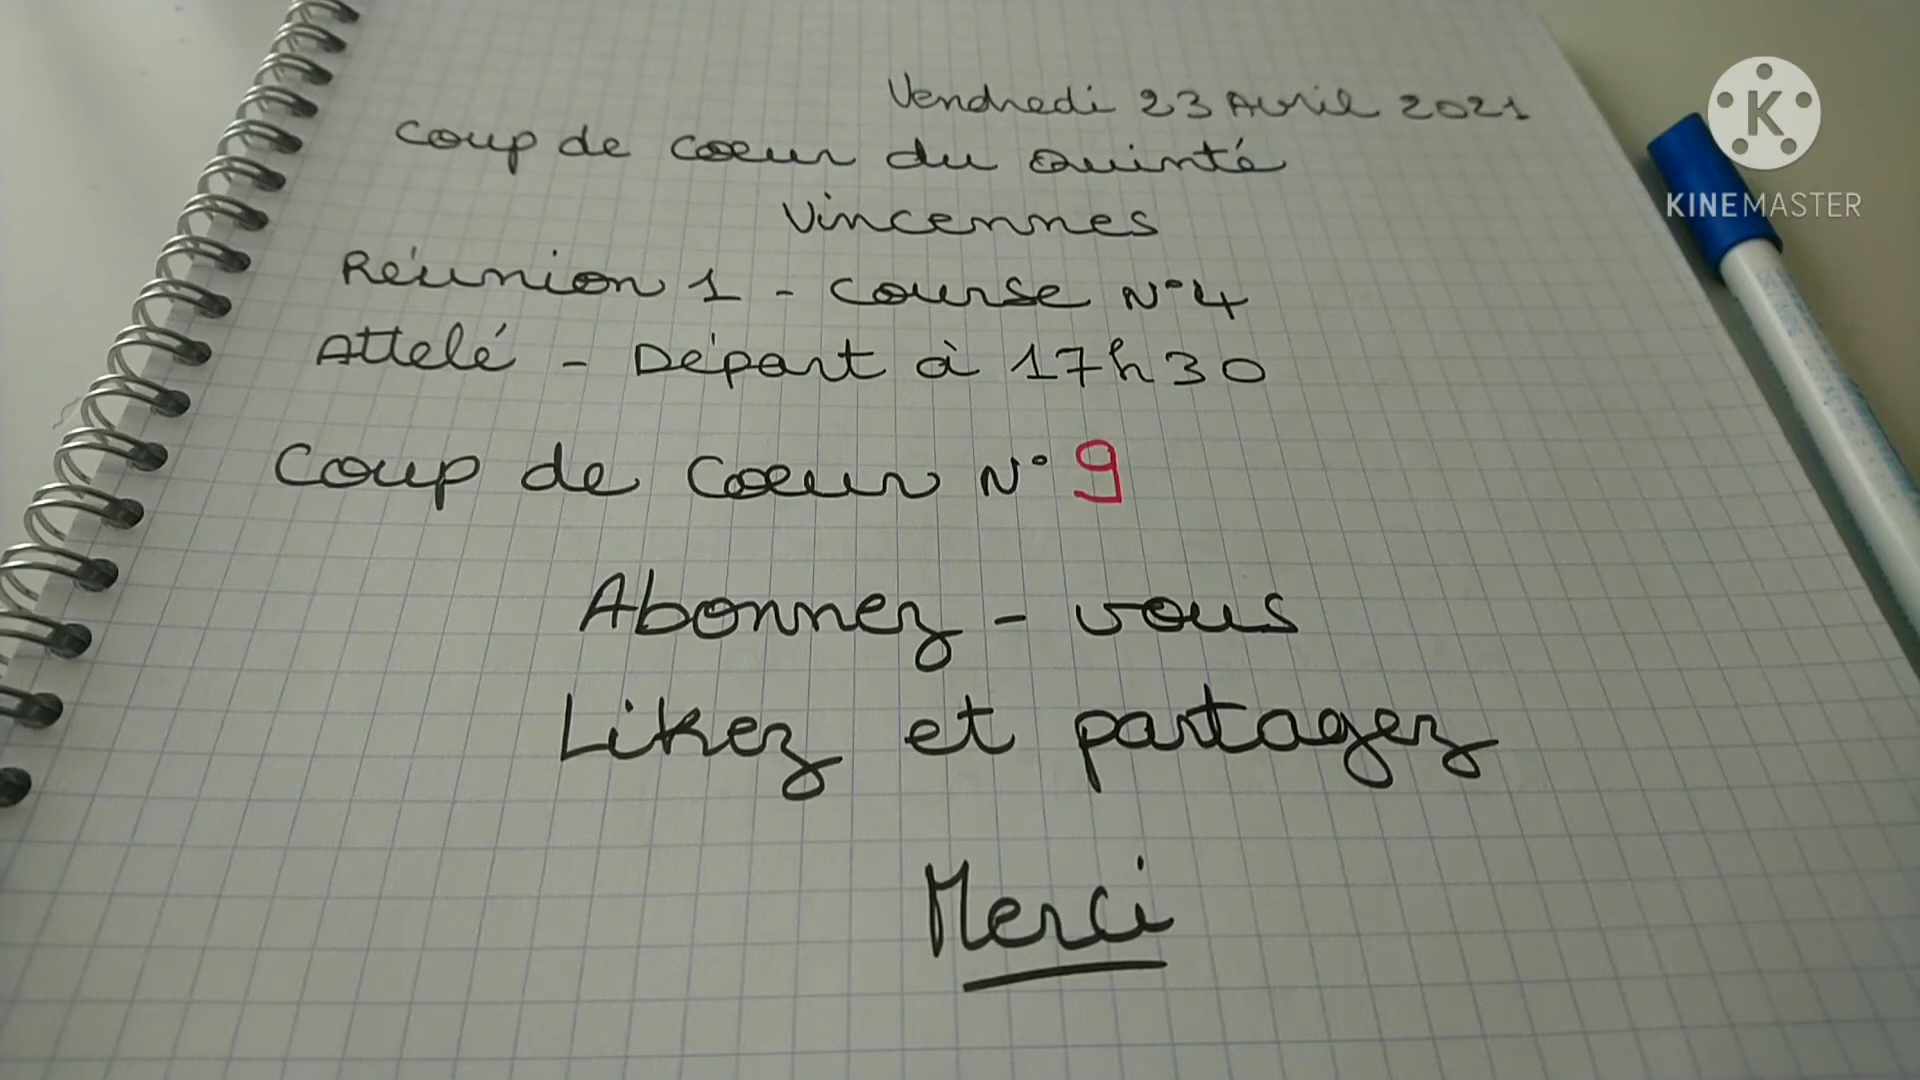 Vendredi 23 Avril 2021
Coup de coeur du Quinté
Vincennes
Réunion 1 - Course N°4
Attelé - Départ à 17h30
Coup de coeur N° 9
Abonnez-vous
Likez et partagez
Merci
K
KINEMASTER